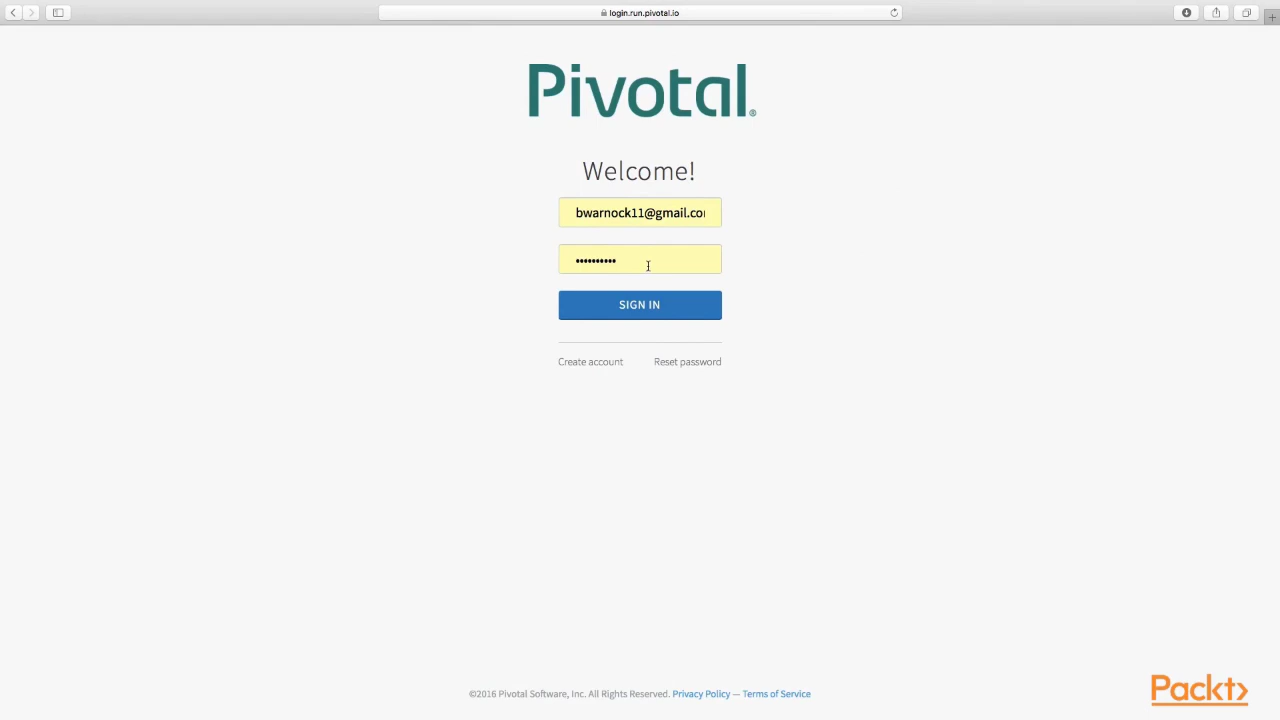 login.run.pivotal.io
Pivotal®
Welcome!
bwarnock11@gmail.co
••••••••••
SIGN IN
Create account Reset password
©2016 Pivotal Software, Inc. All Rights Reserved. Privacy Policy — Terms of Service
Packt>